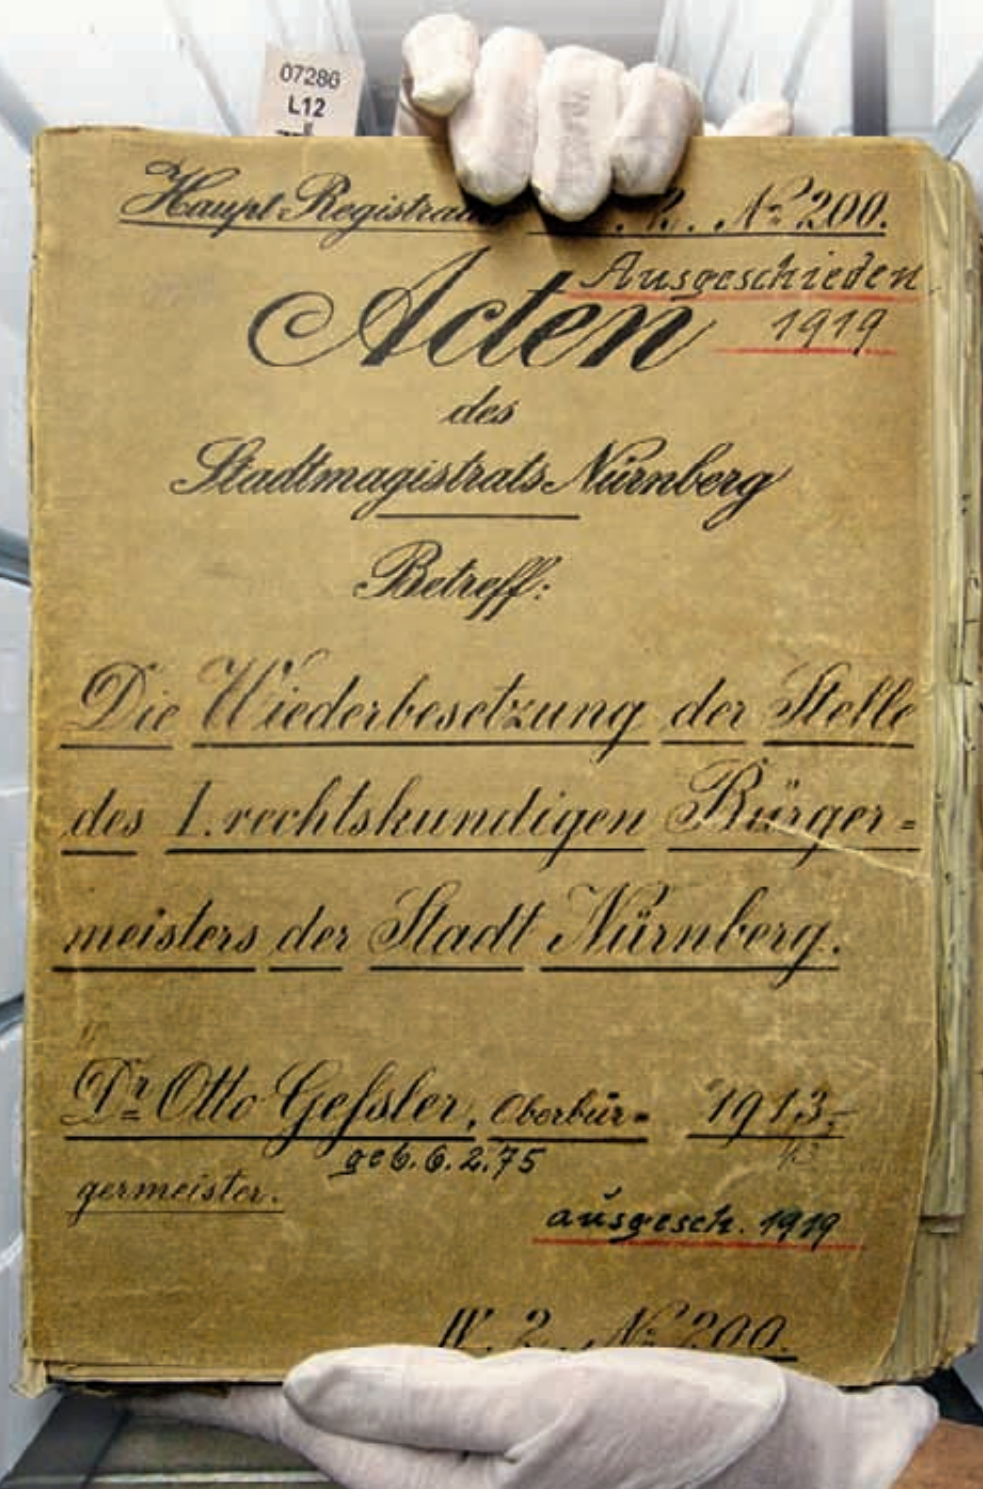 07286
L12
Haupt-Registra
N° 200.
Ausgeschieden
1919
Acten
des
Stadtmagistrats Nürnberg
Betreff:
Die Wiederbesetzung der Stelle
des I. rechtskundigen Bürger=
meisters der Stadt Nürnberg.
Dr Otto Geſsler, Oberbür= 1913-
geb. 6. 2. 75
germeister.
ausgesch. 1919
N° 200.